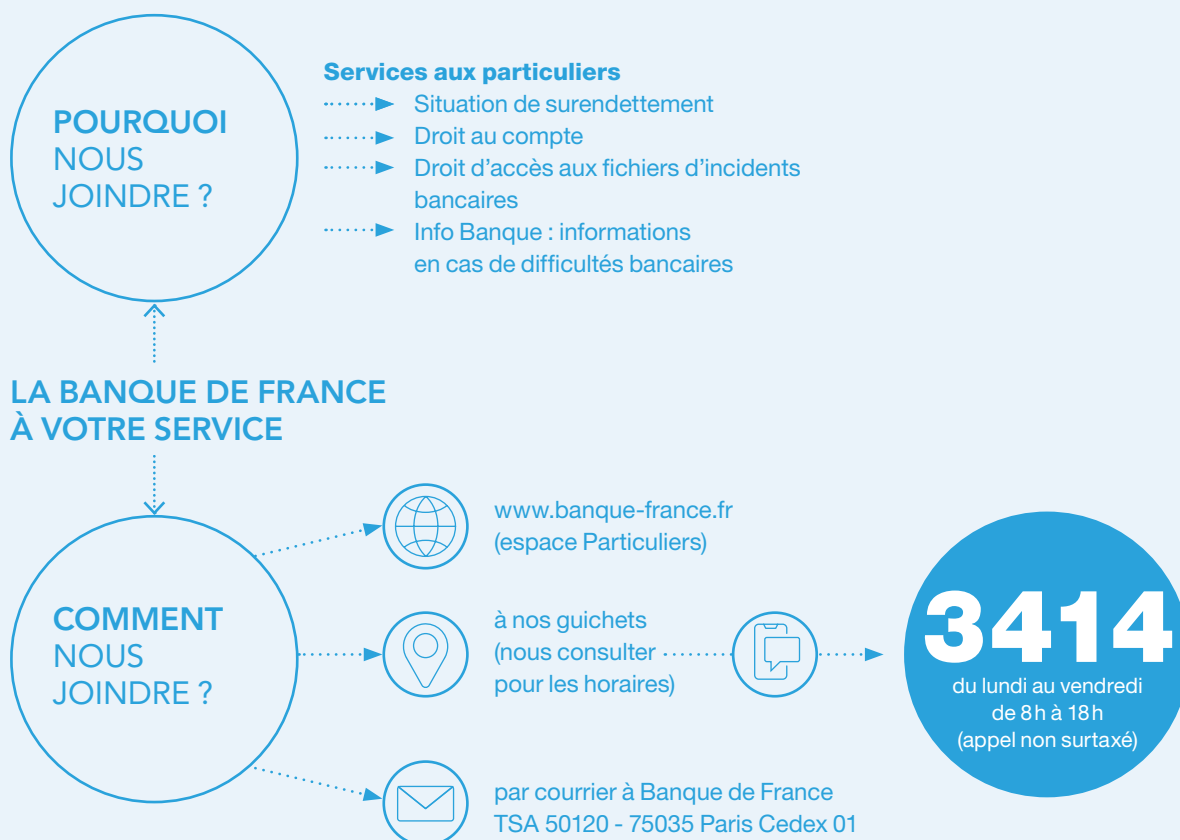 POURQUOI
NOUS
JOINDRE ?
Services aux particuliers
Situation de surendettement
Droit au compte
Droit d’accès aux fichiers d’incidents
bancaires
Info Banque : informations
en cas de difficultés bancaires
LA BANQUE DE FRANCE
À VOTRE SERVICE
COMMENT
NOUS
JOINDRE ?
www.banque-france.fr
(espace Particuliers)
à nos guichets
(nous consulter
pour les horaires)
3414
du lundi au vendredi
de 8h à 18h
(appel non surtaxé)
par courrier à Banque de France
TSA 50120 - 75035 Paris Cedex 01